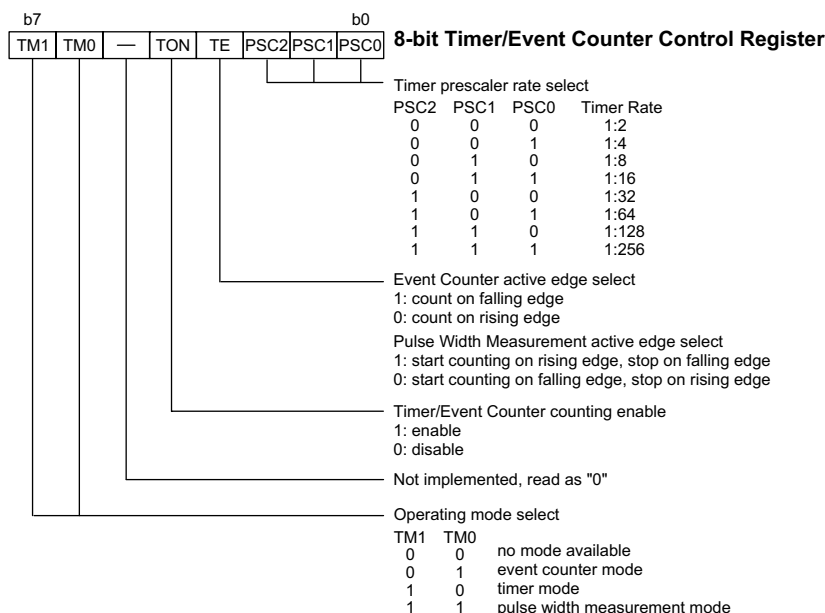 b7 b0
TM1 TM0 — TON TE PSC2 PSC1 PSC0
8-bit Timer/Event Counter Control Register
Timer prescaler rate select
PSC2 PSC1 PSC0 Timer Rate
0 0 0 1:2
0 0 1 1:4
0 1 0 1:8
0 1 1 1:16
1 0 0 1:32
1 0 1 1:64
1 1 0 1:128
1 1 1 1:256
Event Counter active edge select
1: count on falling edge
0: count on rising edge
Pulse Width Measurement active edge select
1: start counting on rising edge, stop on falling edge
0: start counting on falling edge, stop on rising edge
Timer/Event Counter counting enable
1: enable
0: disable
Not implemented, read as "0"
Operating mode select
TM1 TM0
0 0 no mode available
0 1 event counter mode
1 0 timer mode
1 1 pulse width measurement mode